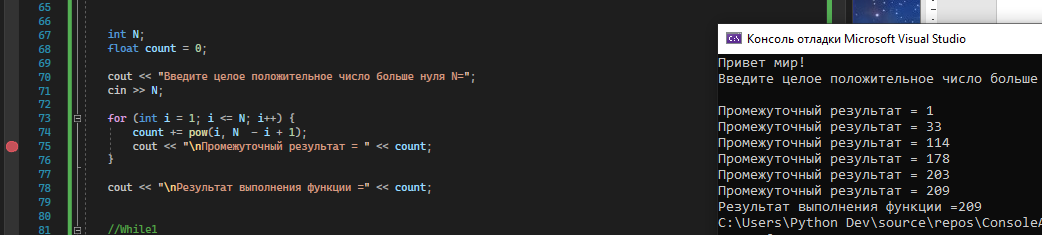 65
66
67 int N;
68 float count = 0;
69
70 cout << "Введите целое положительное число больше нуля N=";
71 cin >> N;
72
73 for (int i = 1; i <= N; i++) {
74 count += pow(i, N - i + 1);
75 cout << "\nПромежуточный результат = " << count;
76 }
77
78 cout << "\nРезультат выполнения функции =" << count;
79
80
81 //While1
Консоль отладки Microsoft Visual Studio
Привет мир!
Введите целое положительное число больше
Промежуточный результат = 1
Промежуточный результат = 33
Промежуточный результат = 114
Промежуточный результат = 178
Промежуточный результат = 203
Промежуточный результат = 209
Результат выполнения функции =209
C:\Users\Python Dev\source\repos\ConsoleA